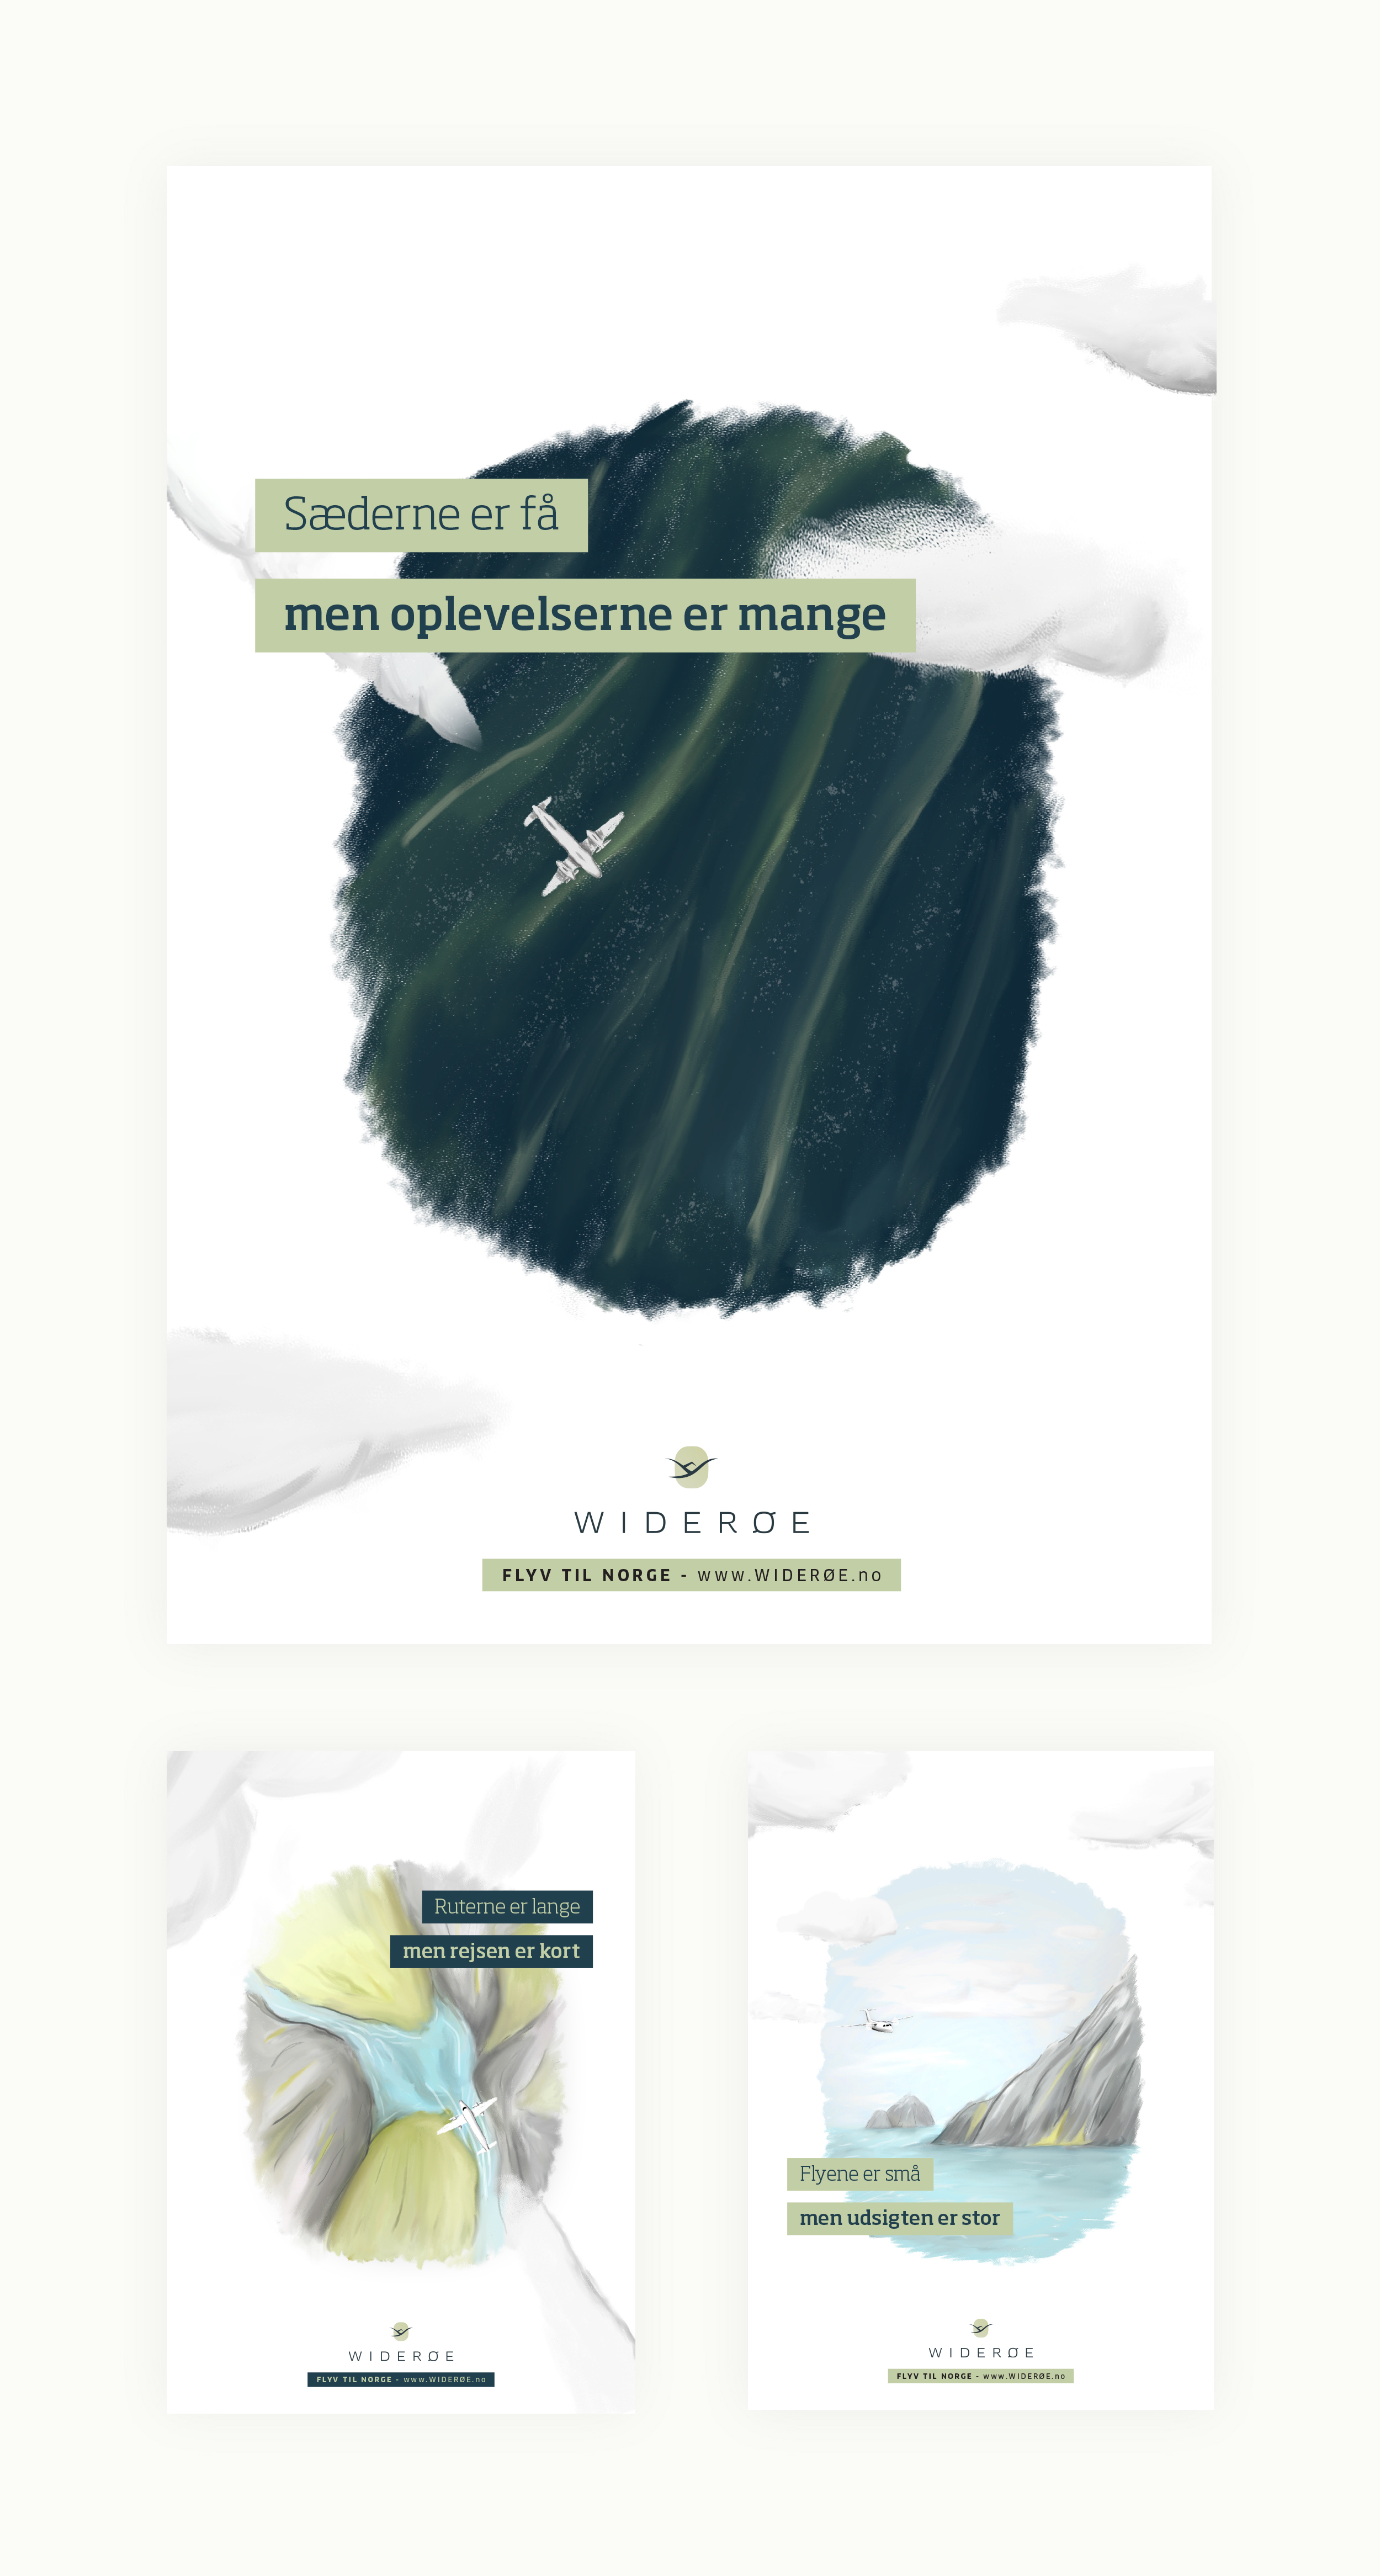 Sæderne er få
men oplevelserne er mange
WIDERØE
FLYV TIL NORGE - www.WIDERØE.no
Ruterne er lange
men rejsen er kort
WIDERØE
FLYV TIL NORGE - www.WIDERØE.no
Flyene er små
men udsigten er stor
WIDERØE
FLYV TIL NORGE - www.WIDERØE.no